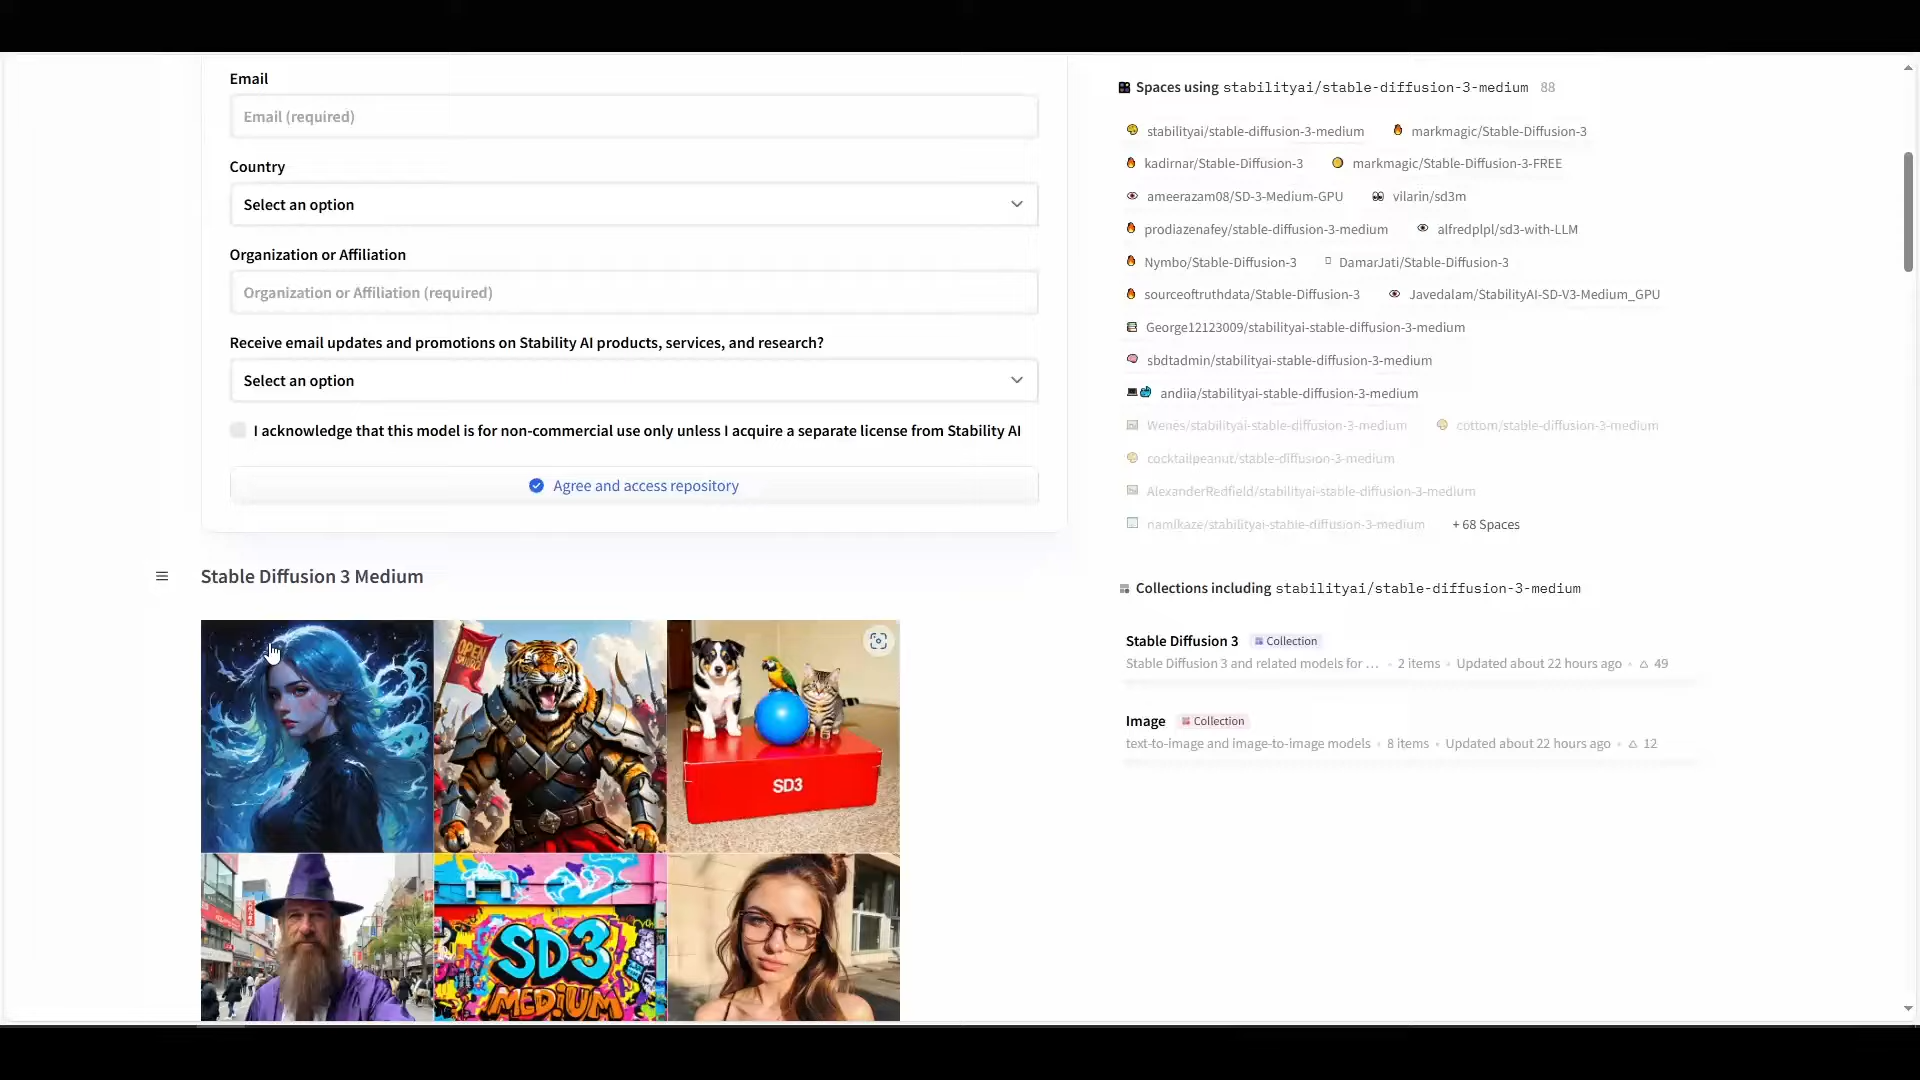 Email
Email (required)
Country
Select an option
Organization or Affiliation
Organization or Affiliation (required)
Receive email updates and promotions on Stability AI products, services, and research?
Select an option
I acknowledge that this model is for non-commercial use only unless I acquire a separate license from Stability AI
Agree and access repository
Stable Diffusion 3 Medium
OPEN
SD3
SD3
MEDIUM
Spaces using stabilityai/stable-diffusion-3-medium 88
stabilityai/stable-diffusion-3-medium markmagic/Stable-Diffusion-3
kadirnar/Stable-Diffusion-3 markmagic/Stable-Diffusion-3-FREE
ameerazam08/SD-3-Medium-GPU vilarin/sd3m
prodiazenafey/stable-diffusion-3-medium alfredplpl/sd3-with-LLM
Nymbo/Stable-Diffusion-3 DamarJati/Stable-Diffusion-3
sourceoftruthdata/Stable-Diffusion-3 Javedalam/StabilityAI-SD-V3-Medium_GPU
George12123009/stabilityai-stable-diffusion-3-medium
sbdtadmin/stabilityai-stable-diffusion-3-medium
andiia/stabilityai-stable-diffusion-3-medium
Wenes/stabilityai-stable-diffusion-3-medium cottom/stable-diffusion-3-medium
cocktailpeanut/stable-diffusion-3-medium
AlexanderRedfield/stabilityai-stable-diffusion-3-medium
namikaze/stabilityai-stable-diffusion-3-medium + 68 Spaces
Collections including stabilityai/stable-diffusion-3-medium
Stable Diffusion 3 Collection
Stable Diffusion 3 and related models for ... • 2 items • Updated about 22 hours ago • △ 49
Image Collection
text-to-image and image-to-image models • 8 items • Updated about 22 hours ago • △ 12